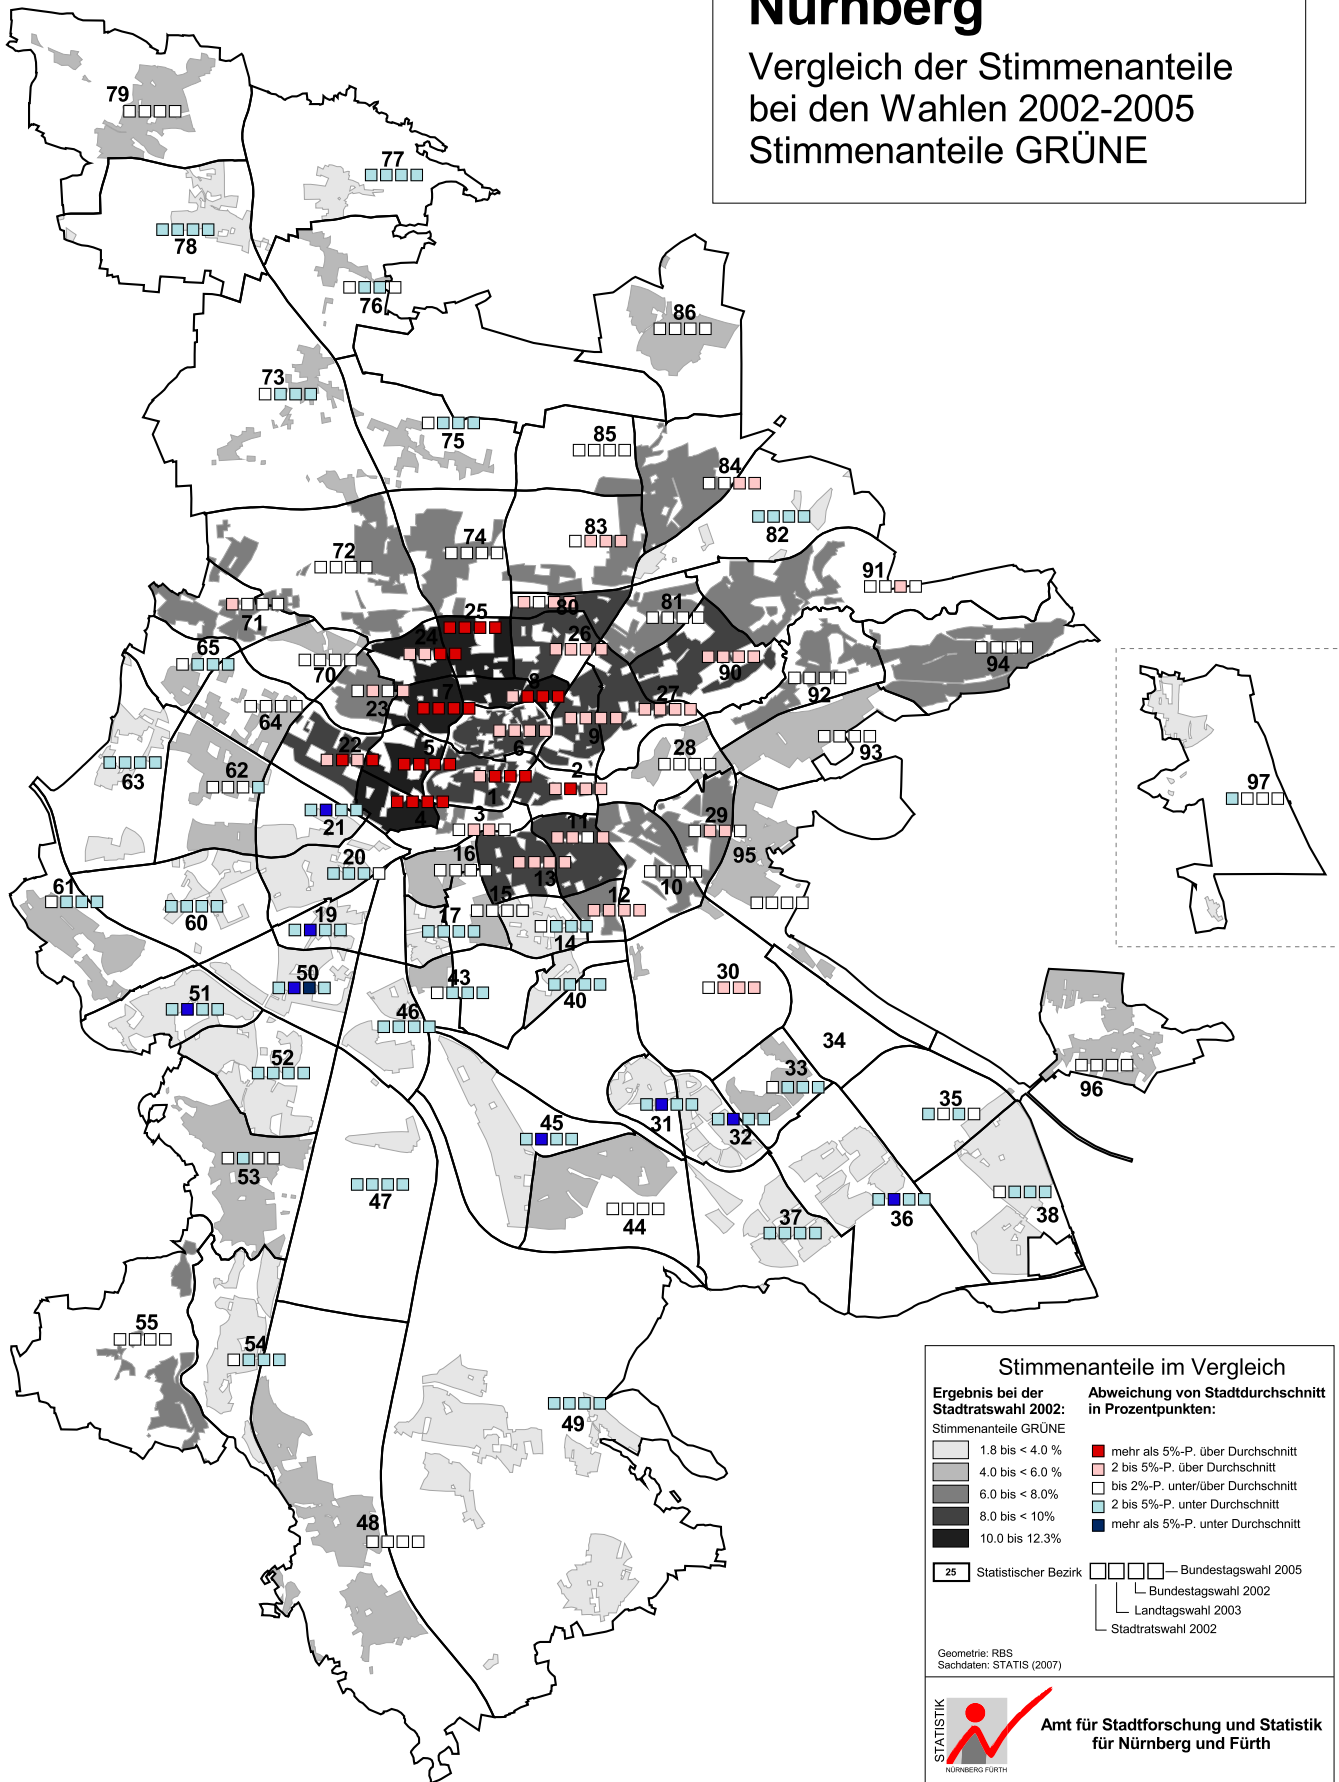 Nürnberg
Vergleich der Stimmenanteile
bei den Wahlen 2002-2005
Stimmenanteile GRÜNE
79
77
78
76
86
73
75
85
84
82
74
83
72
91
71
25
80
81
65
24
26
94
70
90
92
7
8
27
23
64
9
6
28
93
22
5
63
62
2
97
1
21
4
3
11
29
16
95
20
13
10
61
15
12
60
17
19
14
50
43
30
51
40
46
34
52
33
96
31
35
45
32
53
47
38
44
37
36
55
54
49
48
Stimmenanteile im Vergleich
Ergebnis bei der
Stadtratswahl 2002:
Stimmenanteile GRÜNE
1.8 bis < 4.0 %
4.0 bis < 6.0 %
6.0 bis < 8.0%
8.0 bis < 10%
10.0 bis 12.3%
Abweichung von Stadtdurchschnitt
in Prozentpunkten:
mehr als 5%-P. über Durchschnitt
2 bis 5%-P. über Durchschnitt
bis 2%-P. unter/über Durchschnitt
2 bis 5%-P. unter Durchschnitt
mehr als 5%-P. unter Durchschnitt
25 Statistischer Bezirk
Bundestagswahl 2005
Bundestagswahl 2002
Landtagswahl 2003
Stadtratswahl 2002
Geometrie: RBS
Sachdaten: STATIS (2007)
STATISTIK
NÜRNBERG FÜRTH
Amt für Stadtforschung und Statistik
für Nürnberg und Fürth